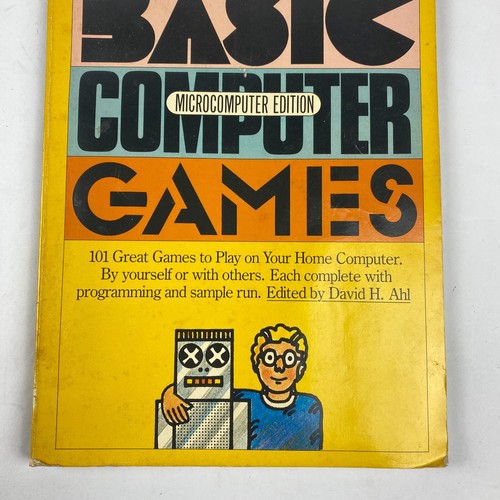 BASIC
COMPUTER
MICROCOMPUTER EDITION
GAMES
101 Great Games to Play on Your Home Computer.
By yourself or with others. Each complete with
programming and sample run. Edited by David H. Ahl